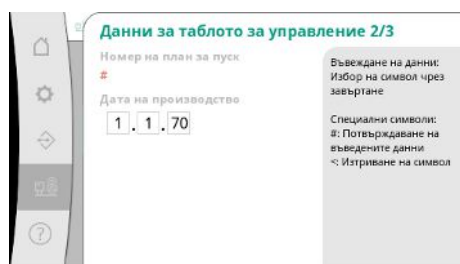 Данни за таблото за управление 2/3
Номер на план за пуск
#
Дата на производство
1 . 1 . 70
Въвеждане на данни:
Избор на символ чрез
завъртане
Специални символи:
#: Потвърждаване на
въведените данни
<: Изтриване на символ
?